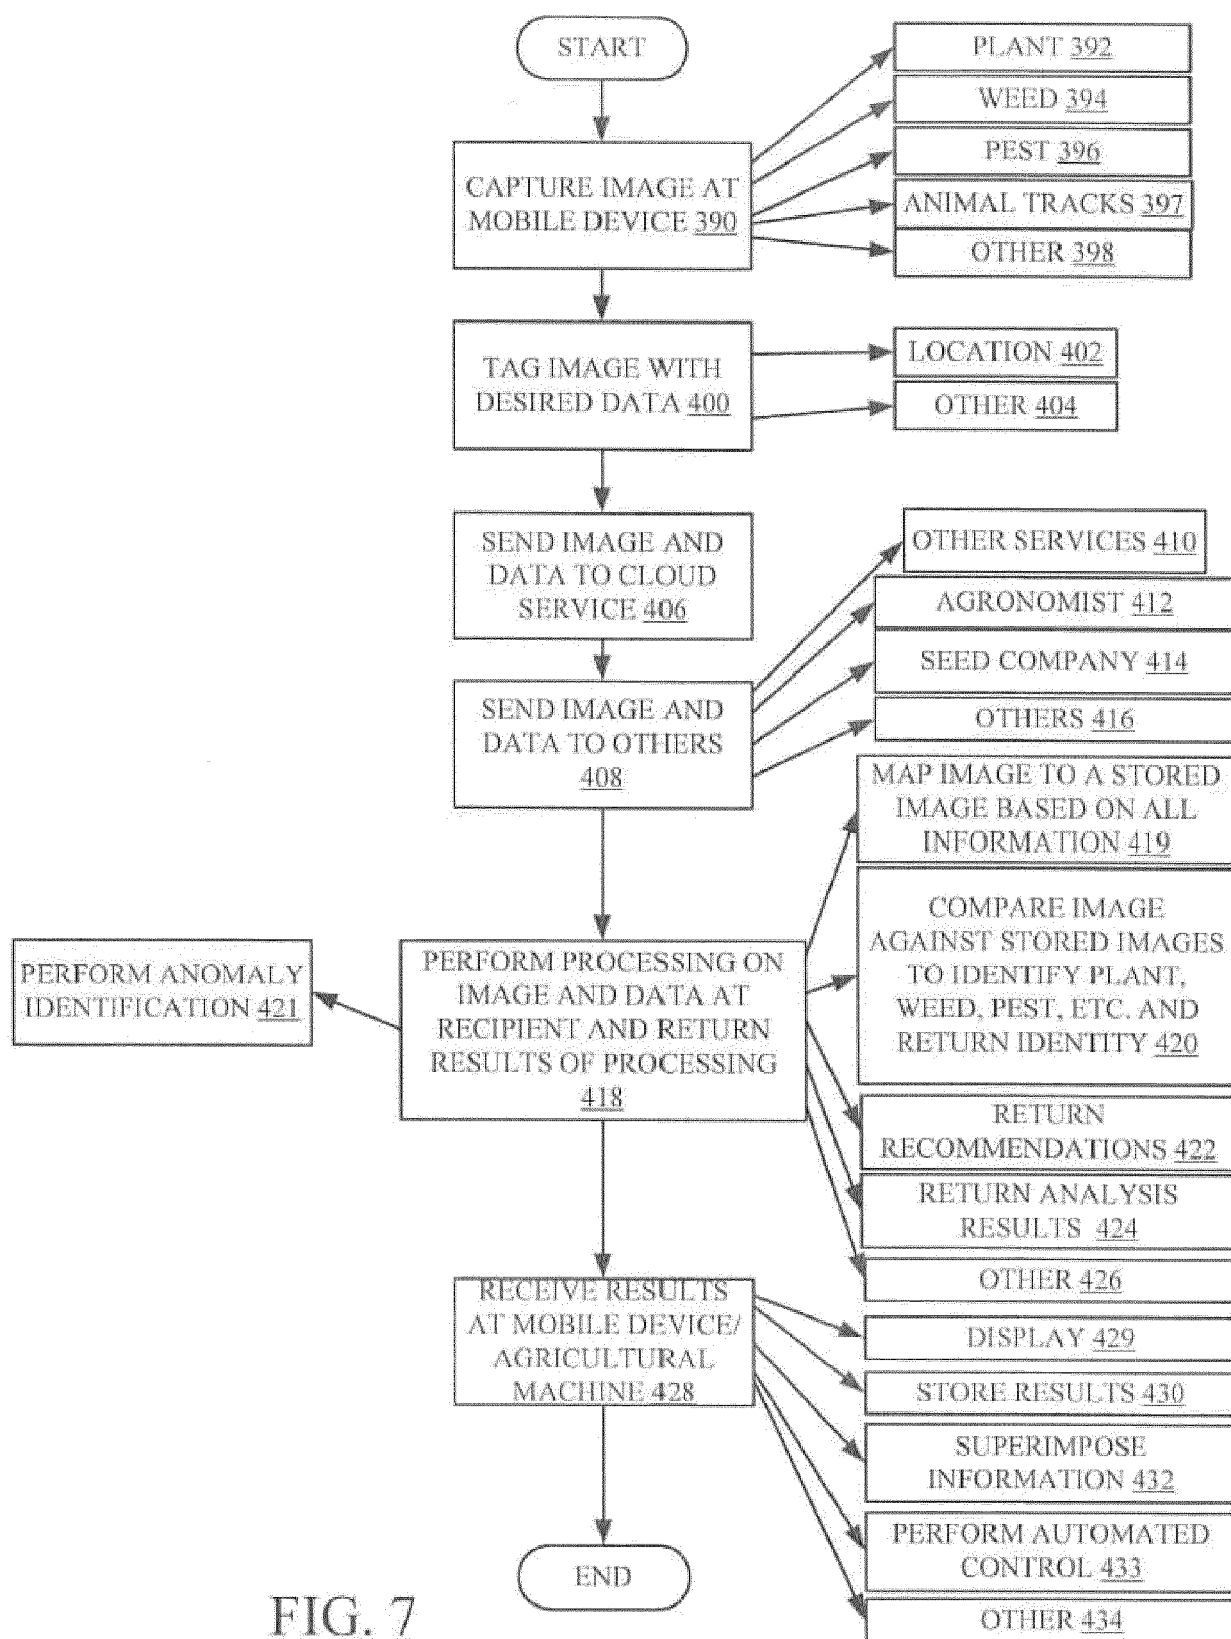 START
PLANT 392
WEED 394
PEST 396
ANIMAL TRACKS 397
OTHER 398
CAPTURE IMAGE AT
MOBILE DEVICE 390
TAG IMAGE WITH
DESIRED DATA 400
LOCATION 402
OTHER 404
SEND IMAGE AND
DATA TO CLOUD
SERVICE 406
SEND IMAGE AND
DATA TO OTHERS
408
OTHER SERVICES 410
AGRONOMIST 412
SEED COMPANY 414
OTHERS 416
MAP IMAGE TO A STORED
IMAGE BASED ON ALL
INFORMATION 419
COMPARE IMAGE
AGAINST STORED IMAGES
TO IDENTIFY PLANT,
WEED, PEST, ETC. AND
RETURN IDENTITY 420
PERFORM ANOMALY
IDENTIFICATION 421
PERFORM PROCESSING ON
IMAGE AND DATA AT
RECIPIENT AND RETURN
RESULTS OF PROCESSING
418
RETURN
RECOMMENDATIONS 422
RETURN ANALYSIS
RESULTS 424
OTHER 426
RECEIVE RESULTS
AT MOBILE DEVICE/
AGRICULTURAL
MACHINE 428
DISPLAY 429
STORE RESULTS 430
SUPERIMPOSE
INFORMATION 432
PERFORM AUTOMATED
CONTROL 433
OTHER 434
END
FIG. 7